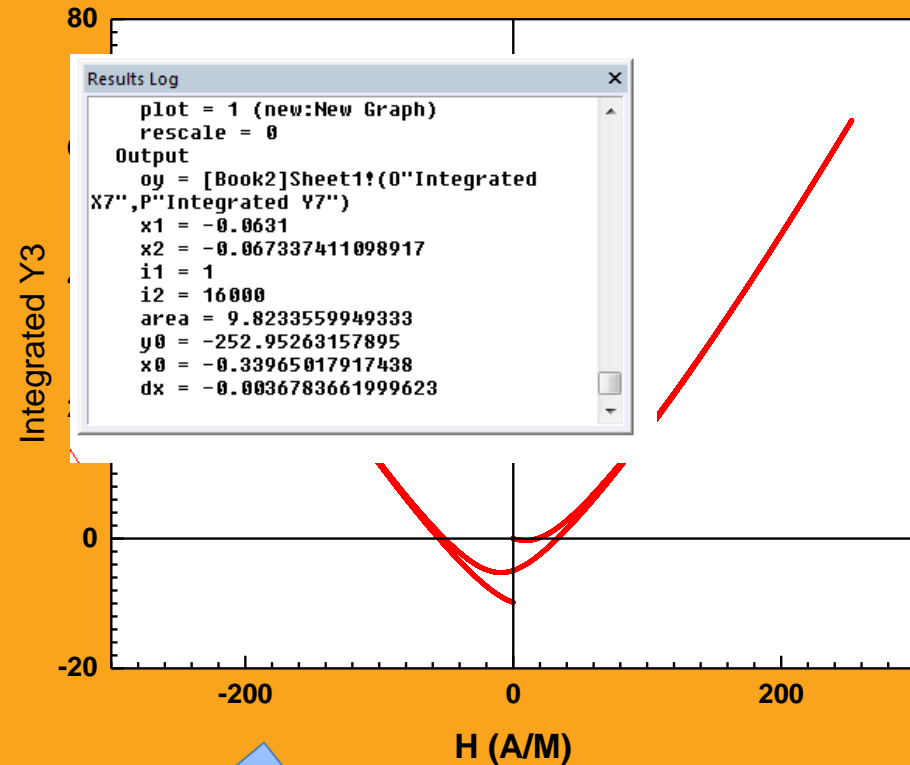 80
Results Log
plot = 1 (new:New Graph)
rescale = 0
Output
oy = [Book2]Sheet1!(O"Integrated
X7",P"Integrated Y7")
x1 = -0.0631
x2 = -0.067337411098917
i1 = 1
i2 = 16000
area = 9.8233559949333
y0 = -252.95263157895
x0 = -0.33965017917438
dx = -0.0036783661999623
Integrated Y3
0
-20
-200
0
200
H (A/M)